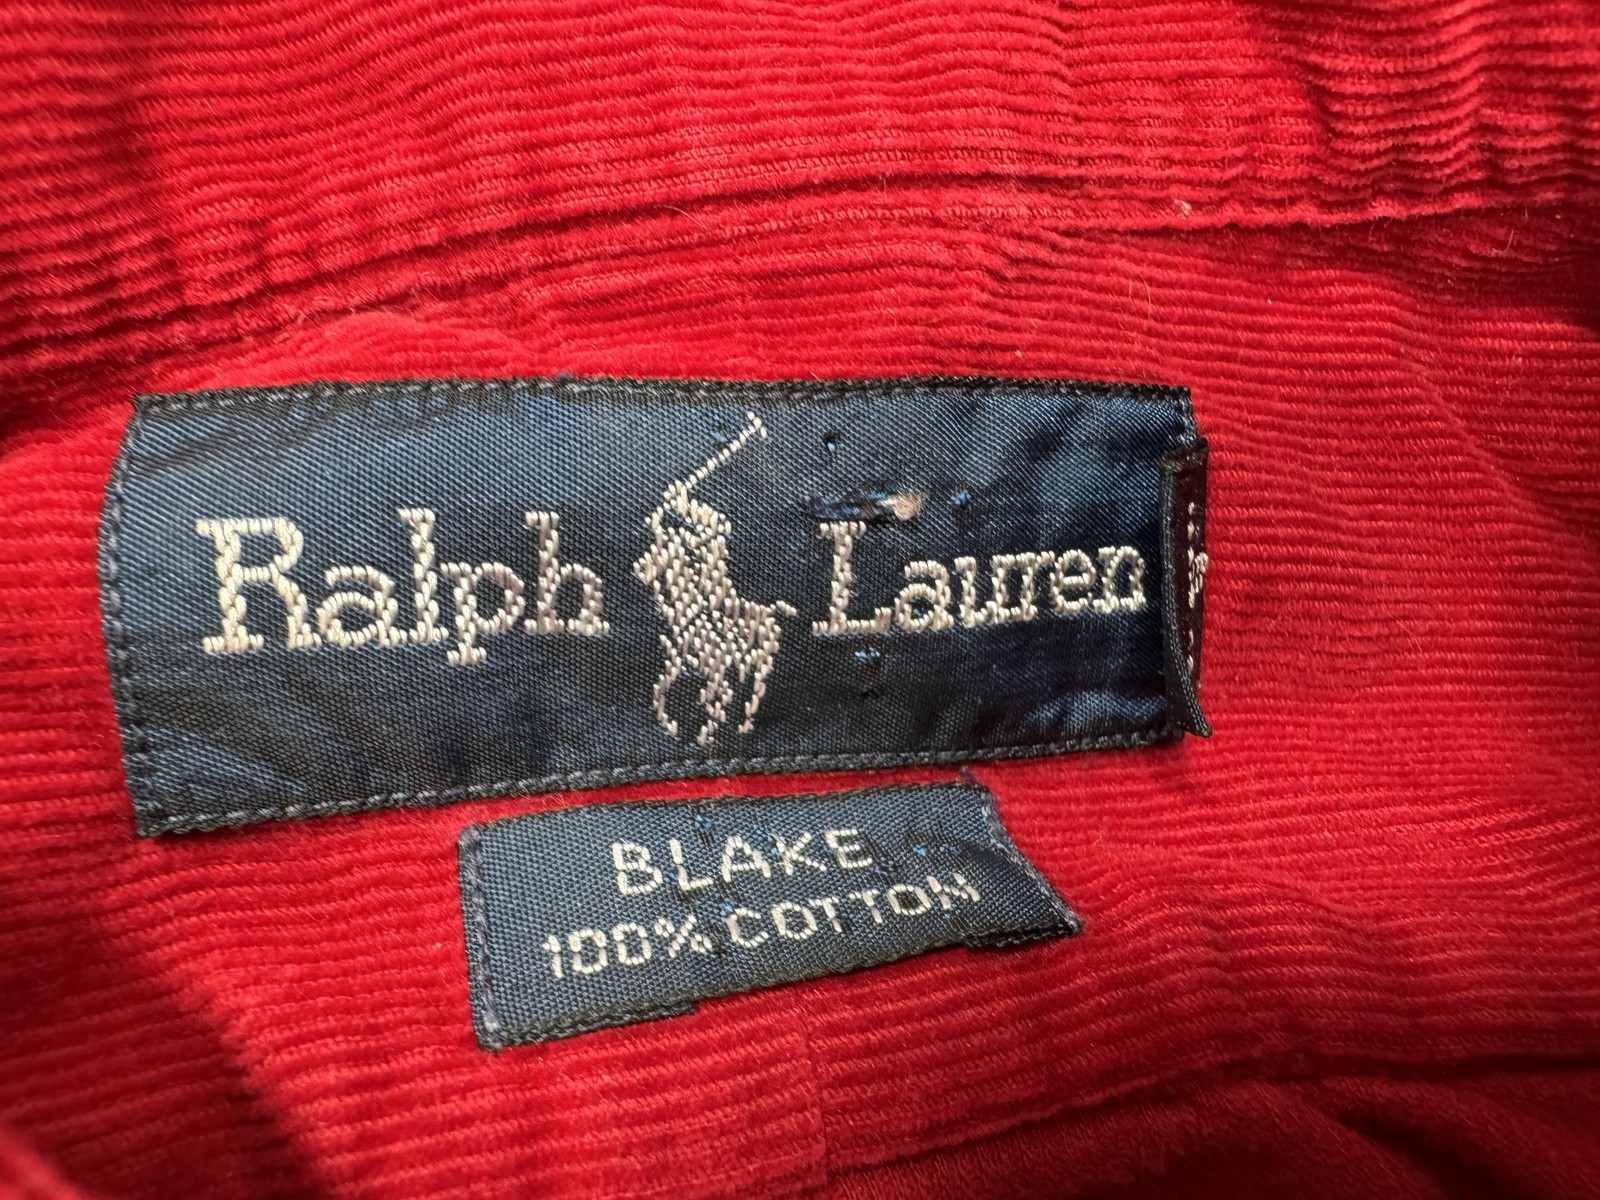 Ralph Lauren
BLAKE
100% COTTON